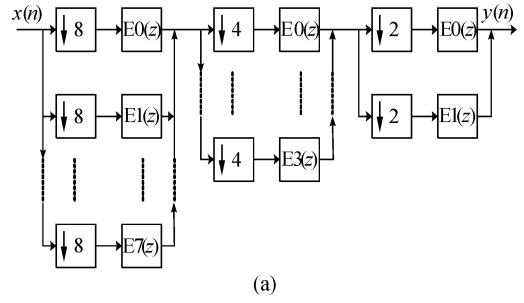 x(n) y(n)
↓ 8 E0(z) ↓ 4 E0(z) ↓ 2 E0(z)
↓ 8 E1(z) ↓ 2 E1(z)
↓ 4 E3(z)
↓ 8 E7(z)
(a)